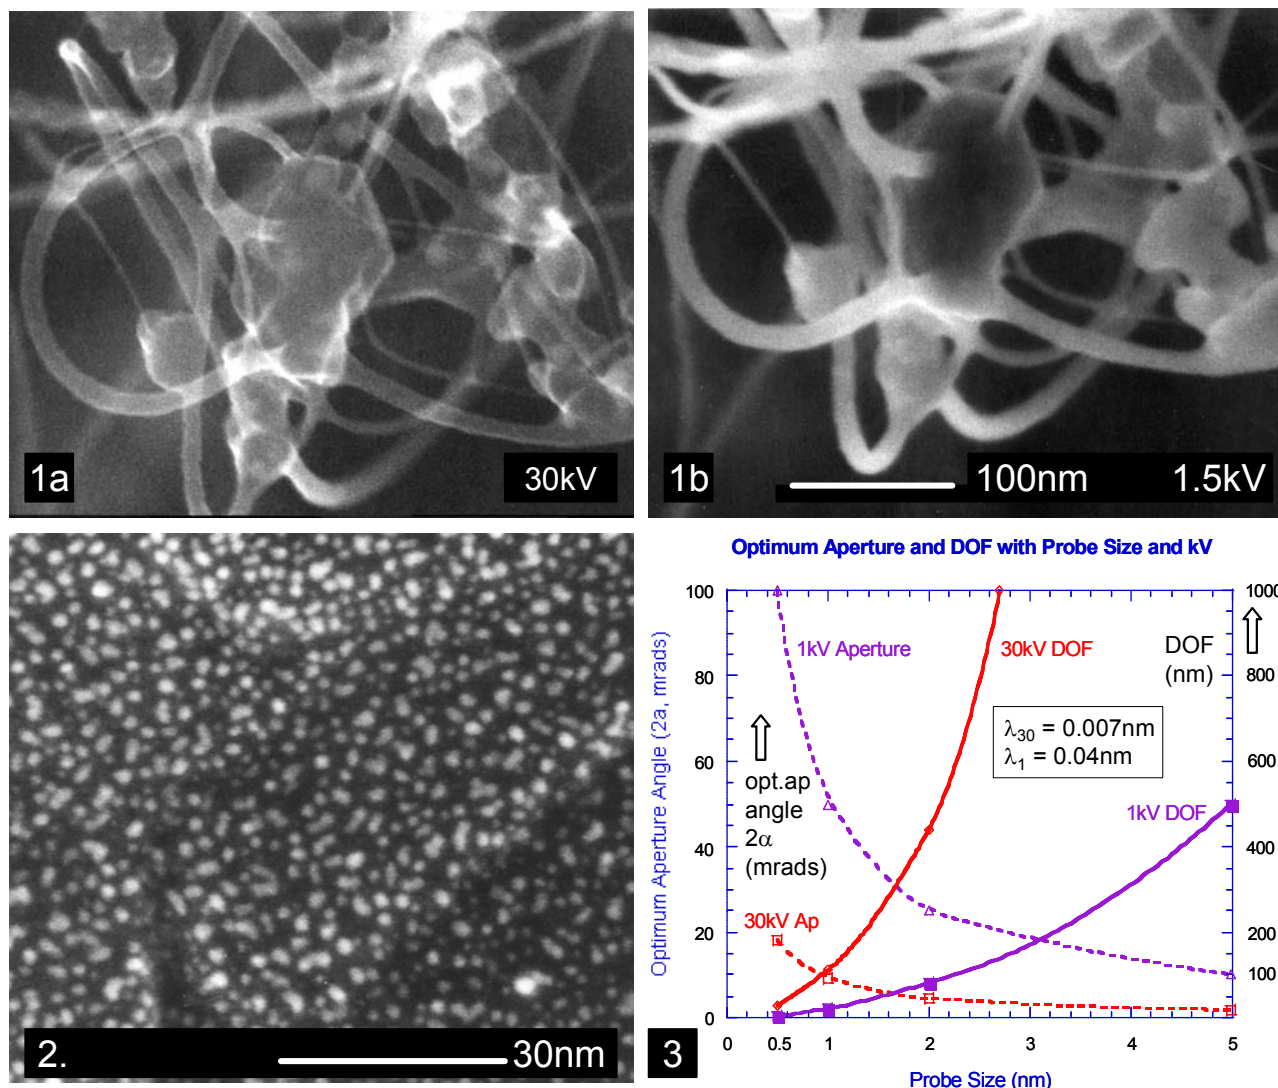 1a
30kV
1b
100nm
1.5kV
2.
30nm
Optimum Aperture and DOF with Probe Size and kV
Optimum Aperture Angle (2a, mrads)
100
80
60
40
20
0
1000
800
600
400
200
100
0
1kV Aperture
30kV DOF
DOF
(nm)
λ30 = 0.007nm
λ1 = 0.04nm
opt.ap
angle
2α
(mrads)
1kV DOF
30kV Ap
0 0.5 1 2 3 4 5
Probe Size (nm)
3